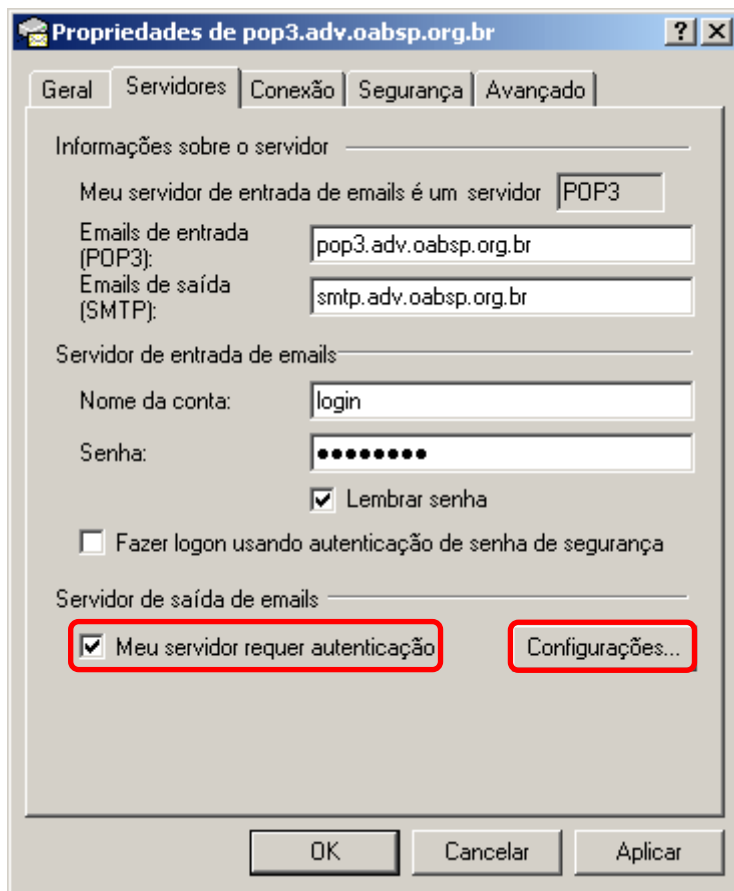 Propriedades de pop3.adv.oabsp.org.br
Geral Servidores Conexão Segurança Avançado
Informações sobre o servidor
Meu servidor de entrada de emails é um servidor POP3
Emails de entrada
(POP3): pop3.adv.oabsp.org.br
Emails de saída
(SMTP): smtp.adv.oabsp.org.br
Servidor de entrada de emails
Nome da conta: login
Senha: ●●●●●●●●
Lembrar senha
Fazer logon usando autenticação de senha de segurança
Servidor de saída de emails
Meu servidor requer autenticação Configurações...
OK Cancelar Aplicar